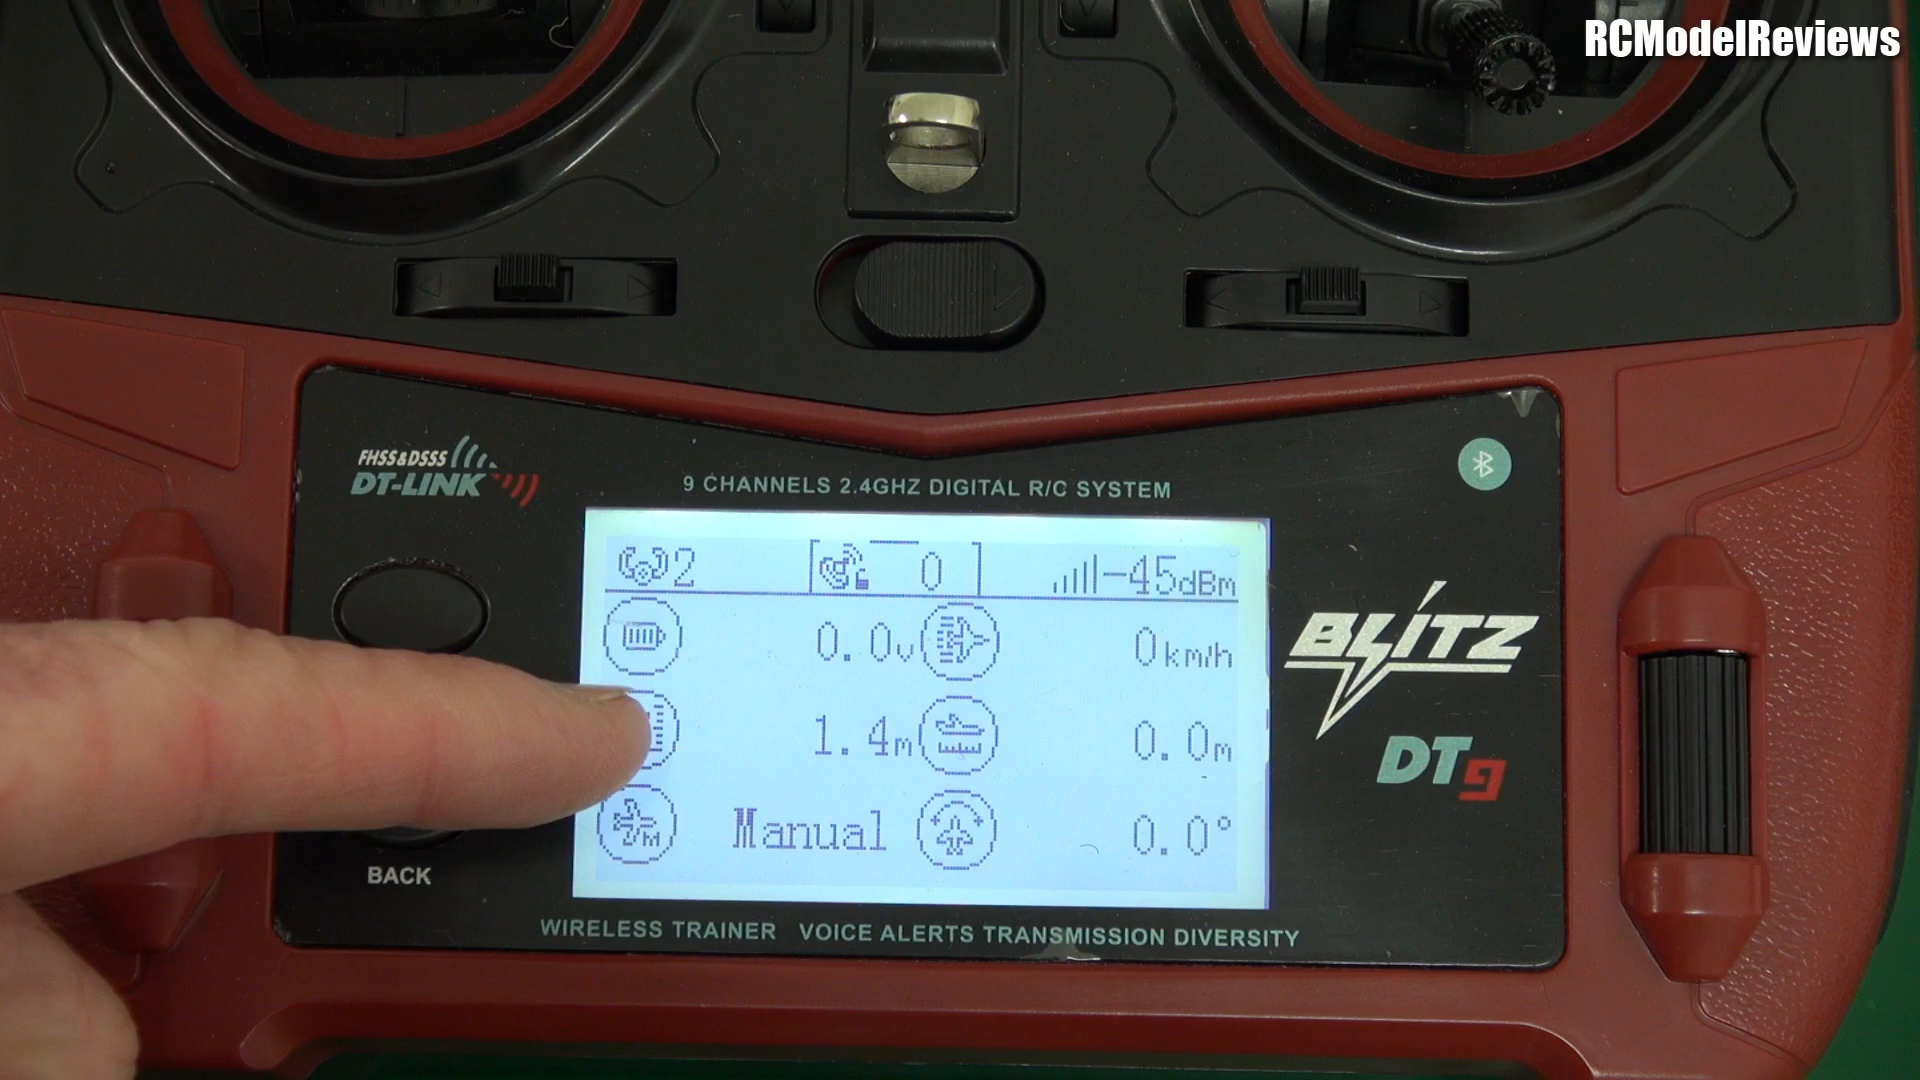 RCModelReviews
FHSS&DSSS
DT-LINK
9 CHANNELS 2.4GHZ DIGITAL R/C SYSTEM
2
0
-45dBm
0.0v
0km/h
1.4m
0.0m
M
Manual
0.0°
BLITZ
DT9
BACK
WIRELESS TRAINER VOICE ALERTS TRANSMISSION DIVERSITY